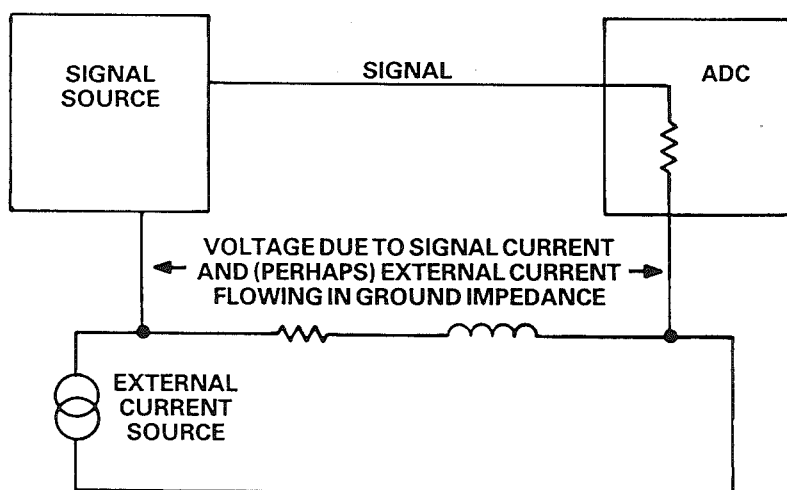 SIGNAL
SOURCE
SIGNAL
ADC
VOLTAGE DUE TO SIGNAL CURRENT
AND (PERHAPS) EXTERNAL CURRENT
FLOWING IN GROUND IMPEDANCE
EXTERNAL
CURRENT
SOURCE